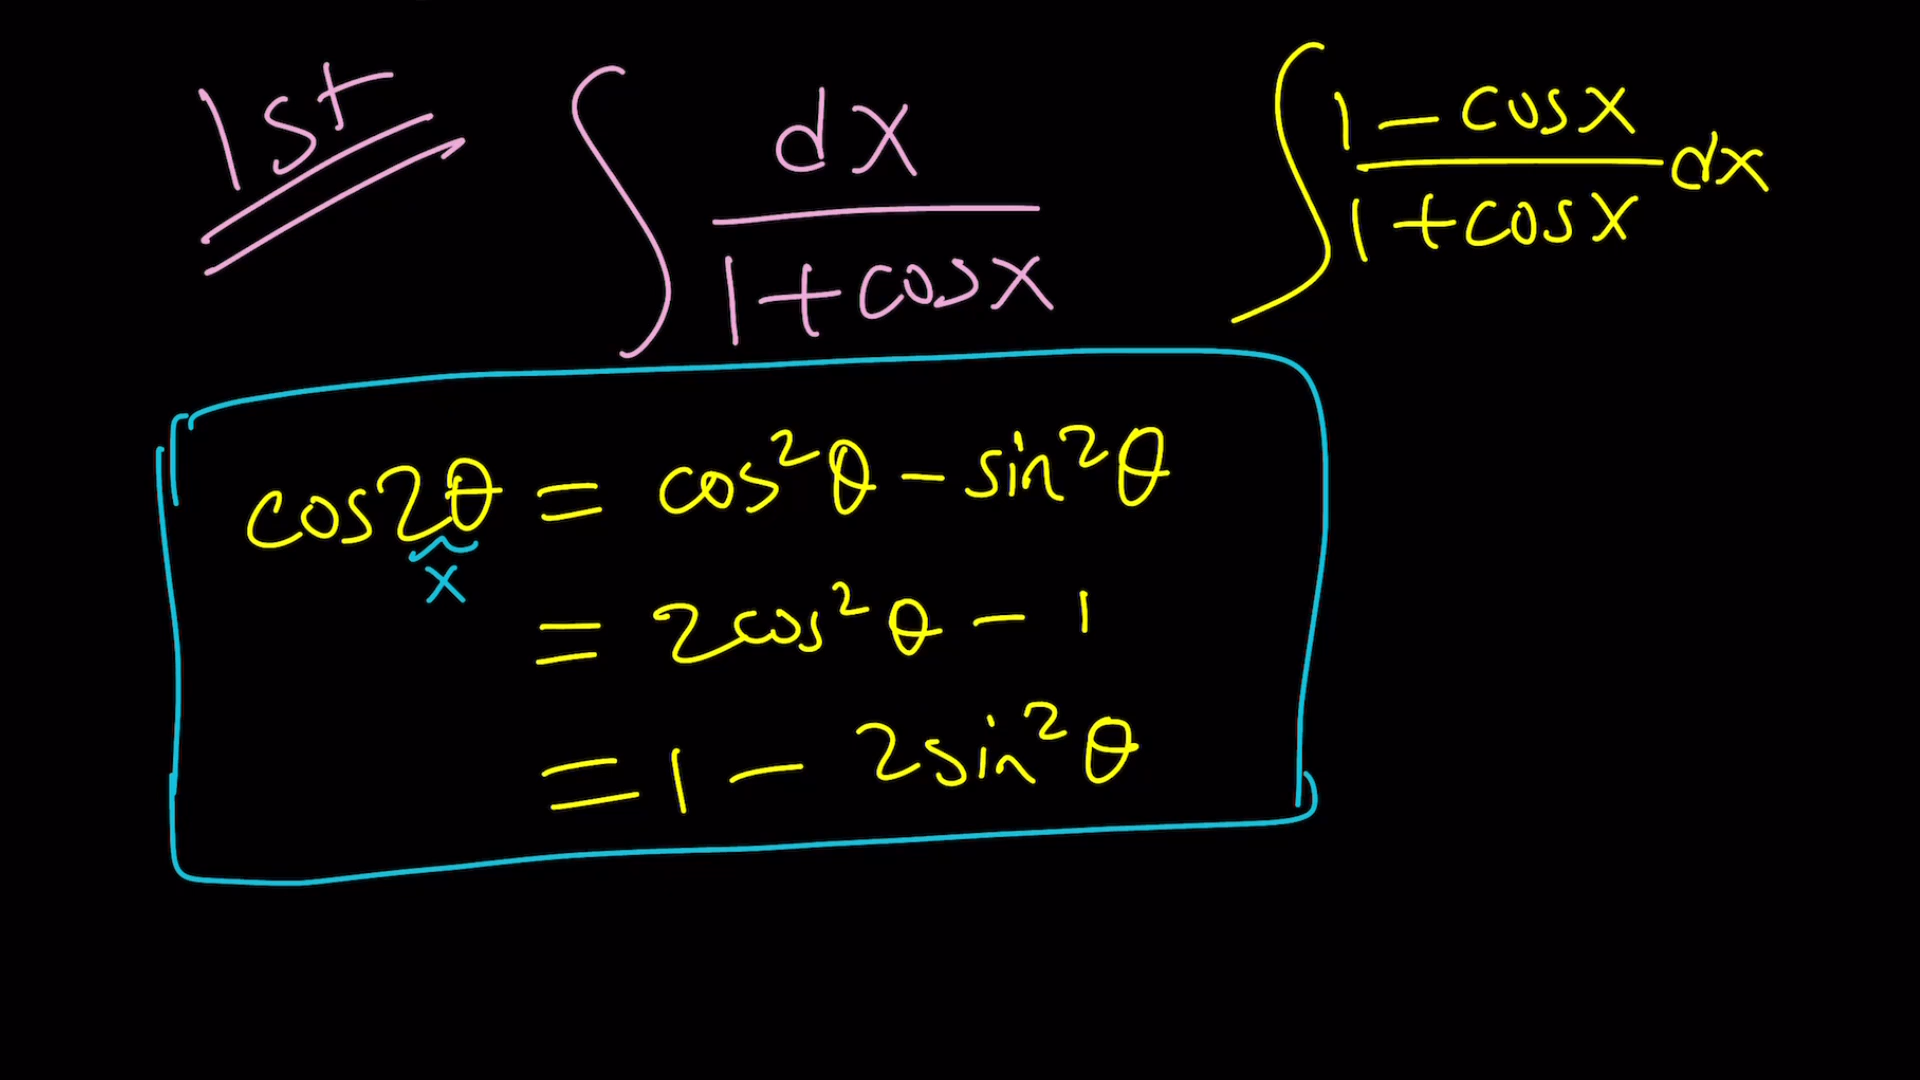 1st ∫ dx / 1+cosx
∫ 1-cosx / 1+cosx dx
cos2θ = cos²θ - sin²θ
x
= 2cos²θ - 1
= 1 - 2sin²θ